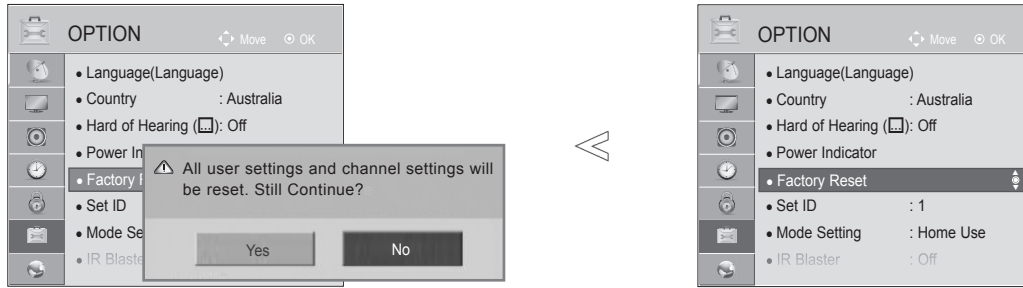 OPTION
Move OK
• Language(Language)
• Country : Australia
• Hard of Hearing (...): Off
• Power In
• Factory
• Set ID
• Mode Se
• IR Blaste
⚠ All user settings and channel settings will
be reset. Still Continue?
Yes No
<
OPTION
Move OK
• Language(Language)
• Country : Australia
• Hard of Hearing (...): Off
• Power Indicator
• Factory Reset
• Set ID : 1
• Mode Setting : Home Use
• IR Blaster : Off